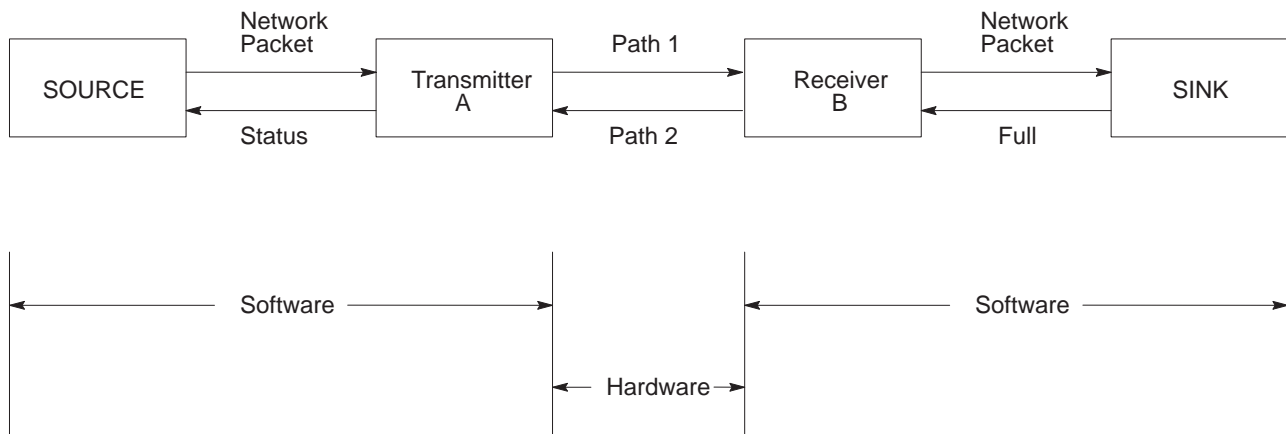 Network
Packet
Path 1
Network
Packet
SOURCE
Transmitter
A
Receiver
B
SINK
Status
Path 2
Full
Software
Software
Hardware